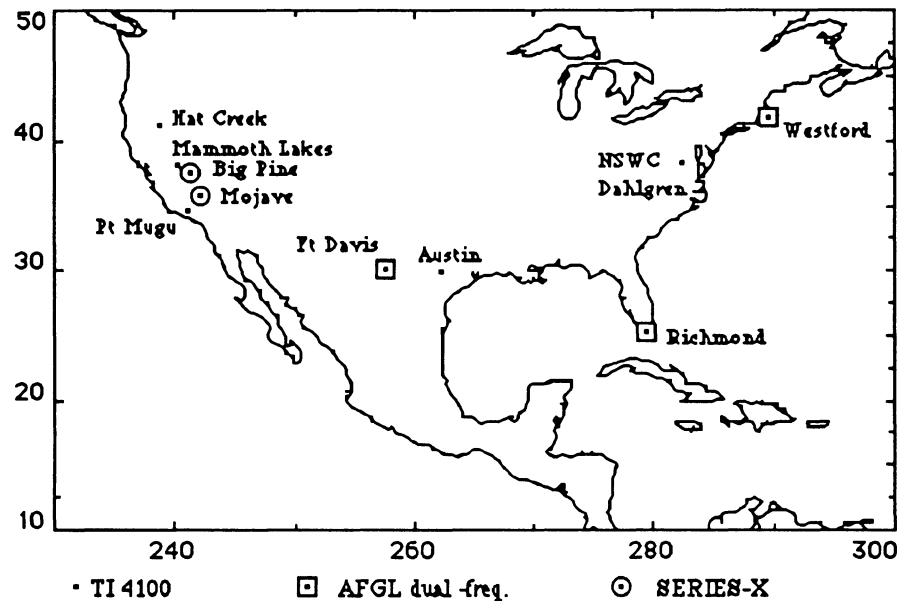 50
40
30
20
10
Hat Creek
Mammoth Lakes
Big Pine
Mojave
Pt Mugu
Ft Davis
Austin
NSWC
Dahlgren
Westford
Richmond
240
260
280
300
TI 4100
AFGL dual-freq.
SERIES-X